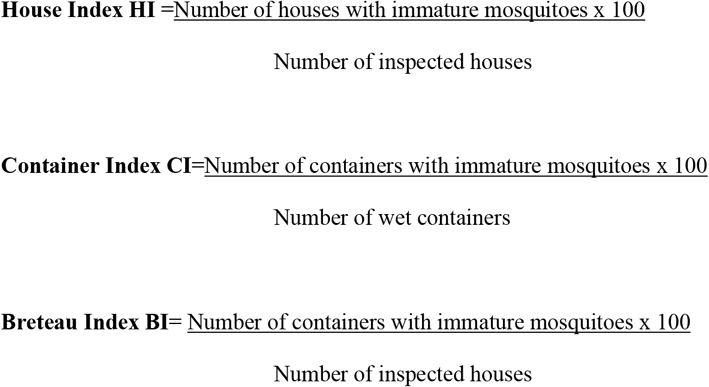 House Index HI =Number of houses with immature mosquitoes x 100
Number of inspected houses
Container Index CI=Number of containers with immature mosquitoes x 100
Number of wet containers
Breteau Index BI= Number of containers with immature mosquitoes x 100
Number of inspected houses